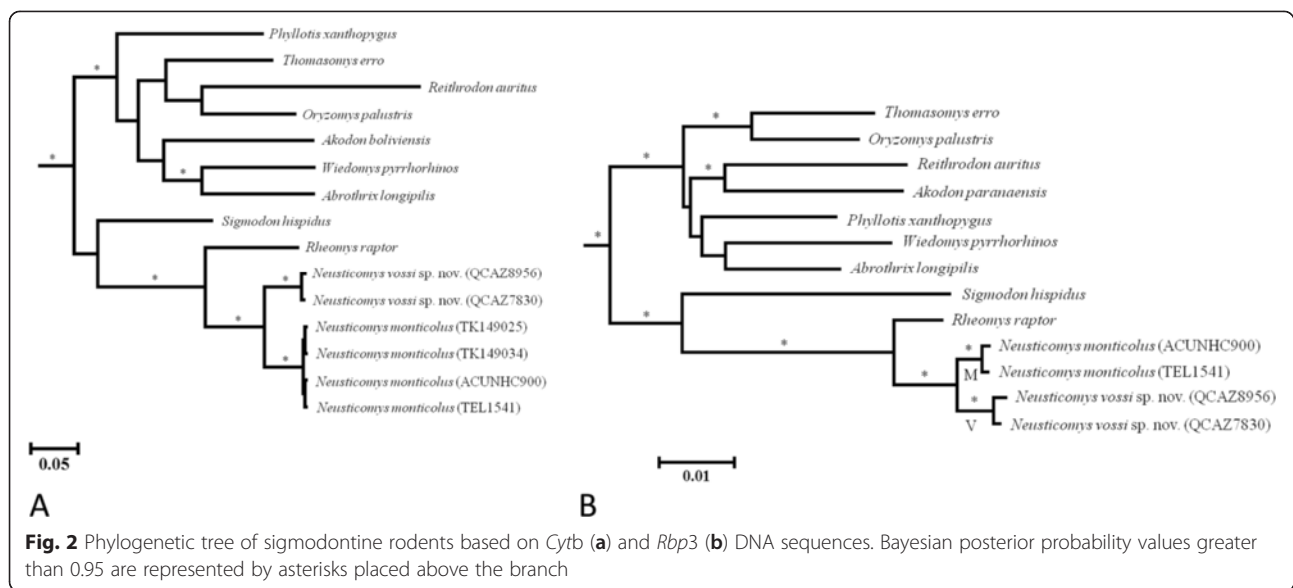 Phyllotis xanthopygus
*
Thomasomys erro
Reithrodon auritus
Oryzomys palustris
*
Akodon boliviensis
*
Wiedomys pyrrhorhinos
Abrothrix longipilis
Sigmodon hispidus
Rheomys raptor
*
*
Neusticomys vossi sp. nov. (QCAZ8956)
Neusticomys vossi sp. nov. (QCAZ7830)
*
Neusticomys monticolus (TK149025)
Neusticomys monticolus (TK149034)
*
Neusticomys monticolus (ACUNHC900)
Neusticomys monticolus (TEL1541)
0.05
A
Thomasomys erro
*
Oryzomys palustris
*
*
Reithrodon auritus
Akodon paranaensis
Phyllotis xanthopygus
*
Wiedomys pyrrhorhinos
Abrothrix longipilis
Sigmodon hispidus
*
Rheomys raptor
*
*
Neusticomys monticolus (ACUNHC900)
*
M
Neusticomys monticolus (TEL1541)
*
Neusticomys vossi sp. nov. (QCAZ8956)
V
Neusticomys vossi sp. nov. (QCAZ7830)
0.01
B
Fig. 2 Phylogenetic tree of sigmodontine rodents based on Cytb (a) and Rbp3 (b) DNA sequences. Bayesian posterior probability values greater
than 0.95 are represented by asterisks placed above the branch